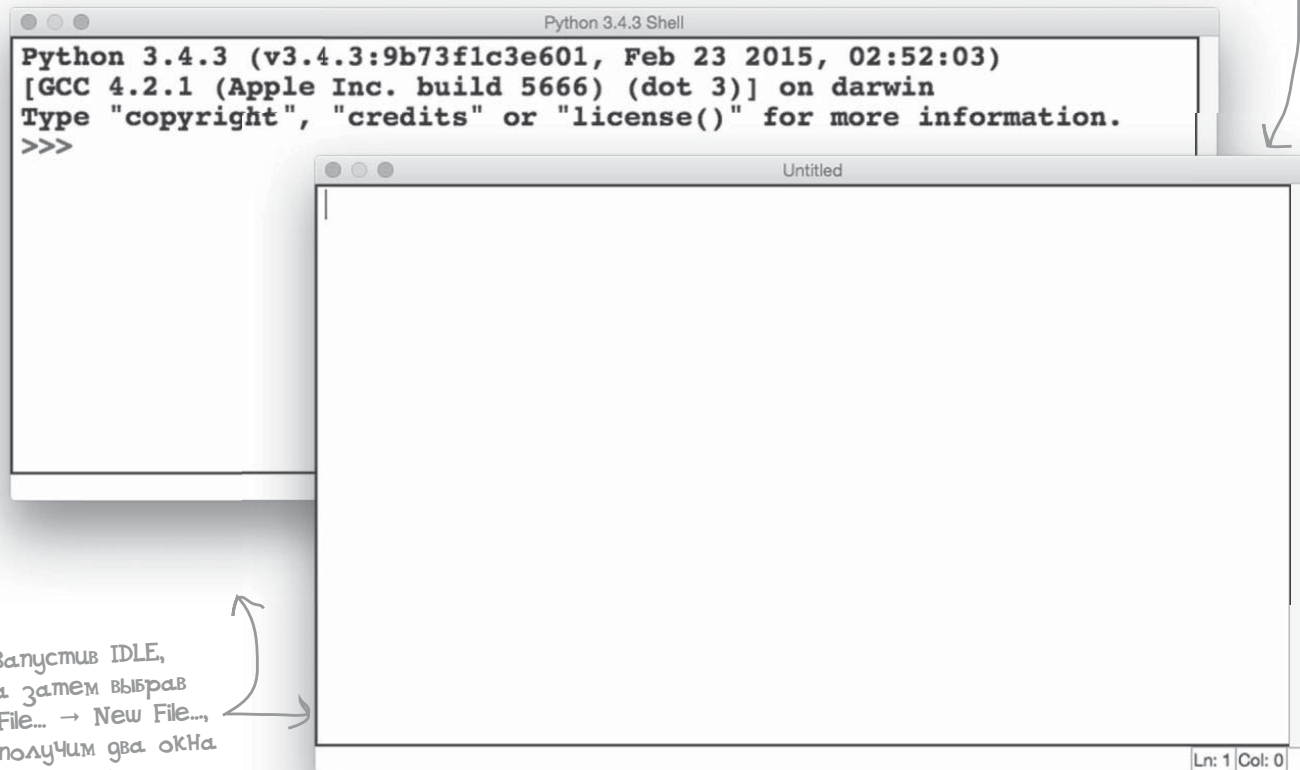 Python 3.4.3 Shell
Python 3.4.3 (v3.4.3:9b73f1c3e601, Feb 23 2015, 02:52:03)
[GCC 4.2.1 (Apple Inc. build 5666) (dot 3)] on darwin
Type "copyright", "credits" or "license()" for more information.
>>>
Untitled
Запустив IDLE,
а затем выбрав
File... → New File...,
получим два окна
Ln: 1 Col: 0